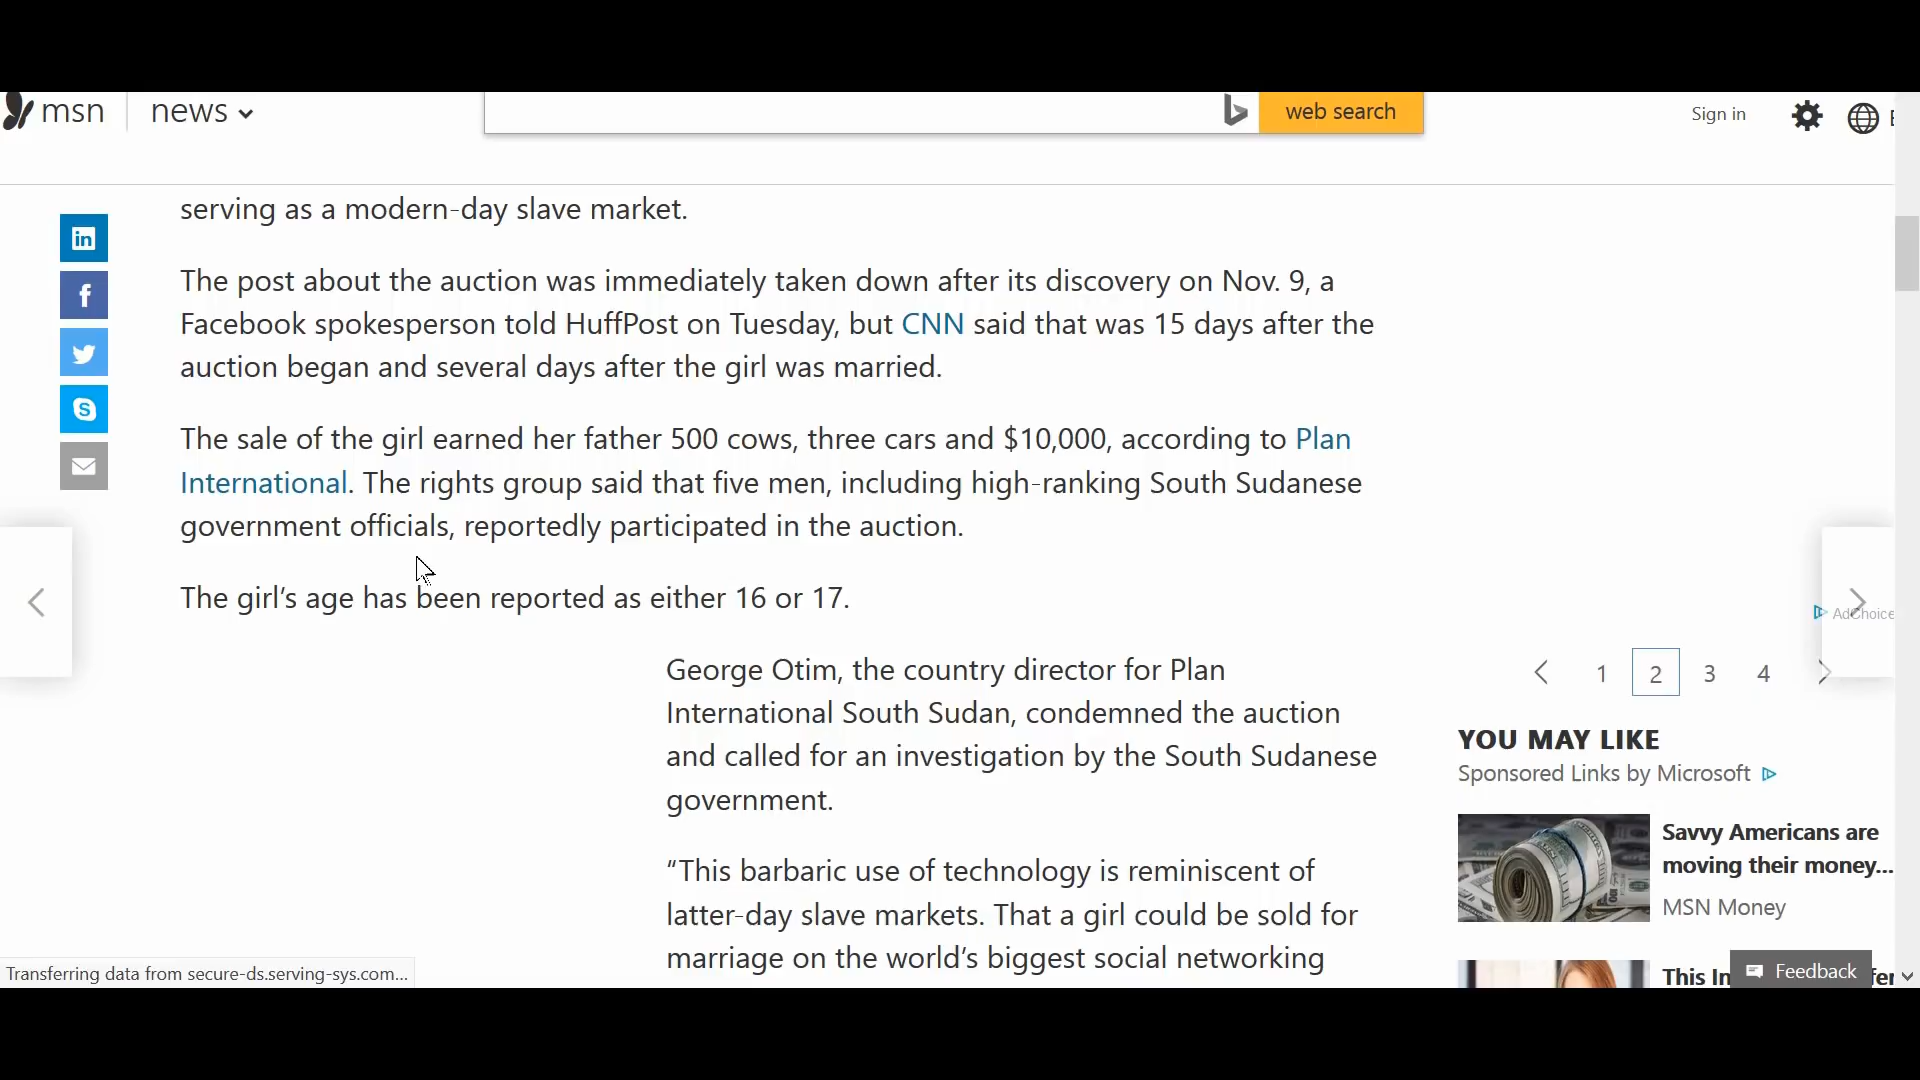 msn
news
web search
Sign in
serving as a modern-day slave market.
The post about the auction was immediately taken down after its discovery on Nov. 9, a
Facebook spokesperson told HuffPost on Tuesday, but CNN said that was 15 days after the
auction began and several days after the girl was married.
The sale of the girl earned her father 500 cows, three cars and $10,000, according to Plan
International. The rights group said that five men, including high-ranking South Sudanese
government officials, reportedly participated in the auction.
The girl’s age has been reported as either 16 or 17.
George Otim, the country director for Plan
International South Sudan, condemned the auction
and called for an investigation by the South Sudanese
government.
“This barbaric use of technology is reminiscent of
latter-day slave markets. That a girl could be sold for
marriage on the world’s biggest social networking
AdChoice
1 2 3 4
YOU MAY LIKE
Sponsored Links by Microsoft
Savvy Americans are
moving their money...
MSN Money
This
Feedback
Transferring data from secure-ds.serving-sys.com...